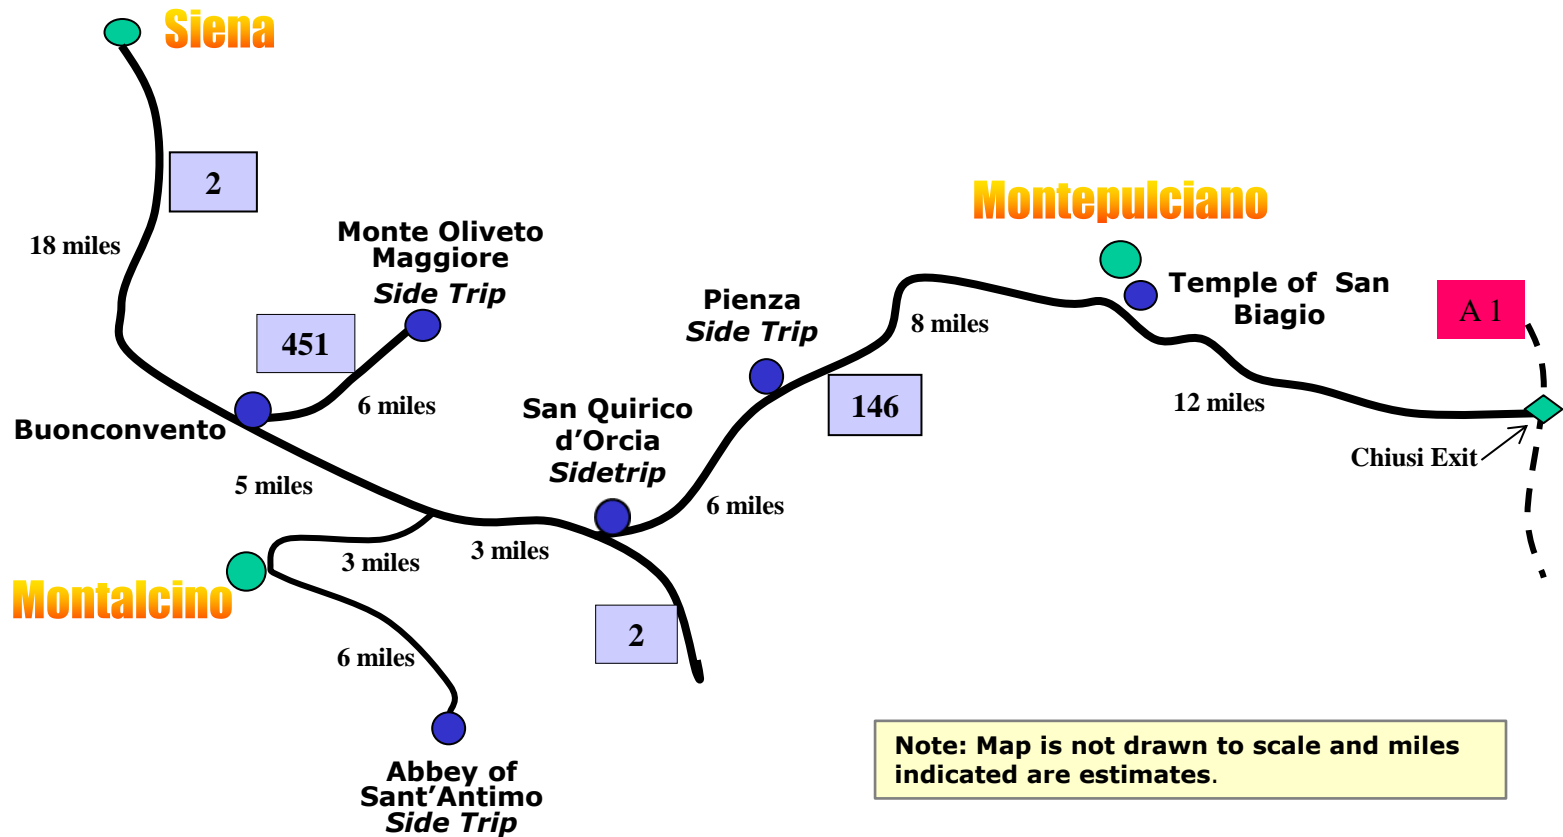 Siena
2
18 miles
Monte Oliveto
Maggiore
Side Trip
451
6 miles
Buonconvento
5 miles
3 miles
3 miles
Montalcino
6 miles
Abbey of
Sant’Antimo
Side Trip
San Quirico
d’Orcia
Sidetrip
2
6 miles
Pienza
Side Trip
146
8 miles
Montepulciano
Temple of San
Biagio
12 miles
A 1
Chiusi Exit
Note: Map is not drawn to scale and miles
indicated are estimates.